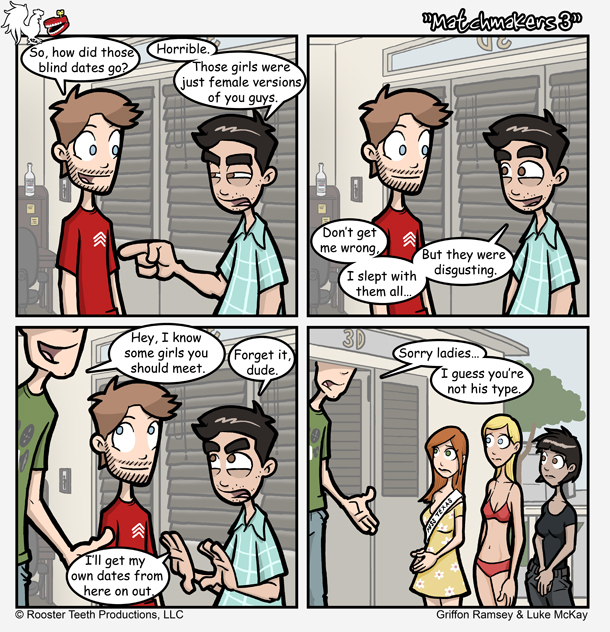 "Matchmakers 3"
So, how did those
blind dates go?
Horrible.
Those girls were
just female versions
of you guys.
Don't get
me wrong,
I slept with
them all...
But they were
disgusting.
Hey, I know
some girls you
should meet.
Forget it,
dude.
I'll get my
own dates from
here on out.
3D
Sorry ladies...
I guess you're
not his type.
MISS TEXAS
© Rooster Teeth Productions, LLC
Griffon Ramsey & Luke McKay